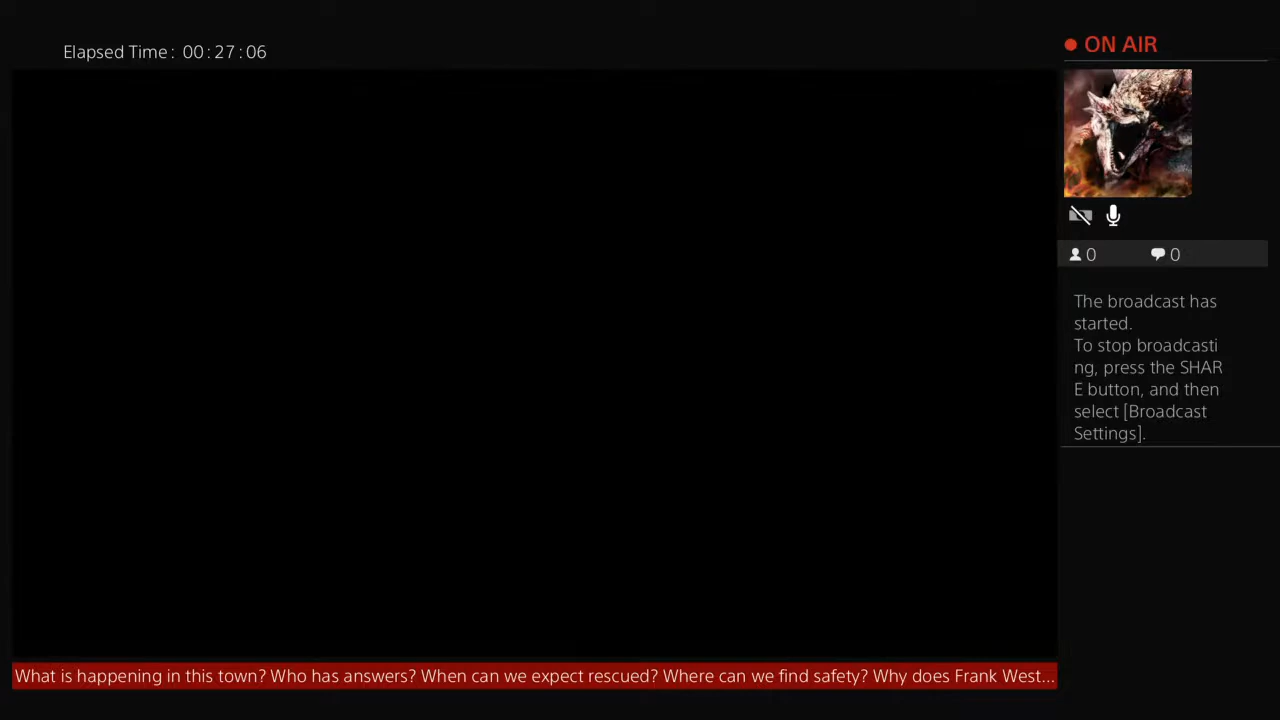 Elapsed Time: 00:27:06
ON AIR
0 0
The broadcast has
started.
To stop broadcasti
ng, press the SHAR
E button, and then
select [Broadcast
Settings].
What is happening in this town? Who has answers? When can we expect rescued? Where can we find safety? Why does Frank West...